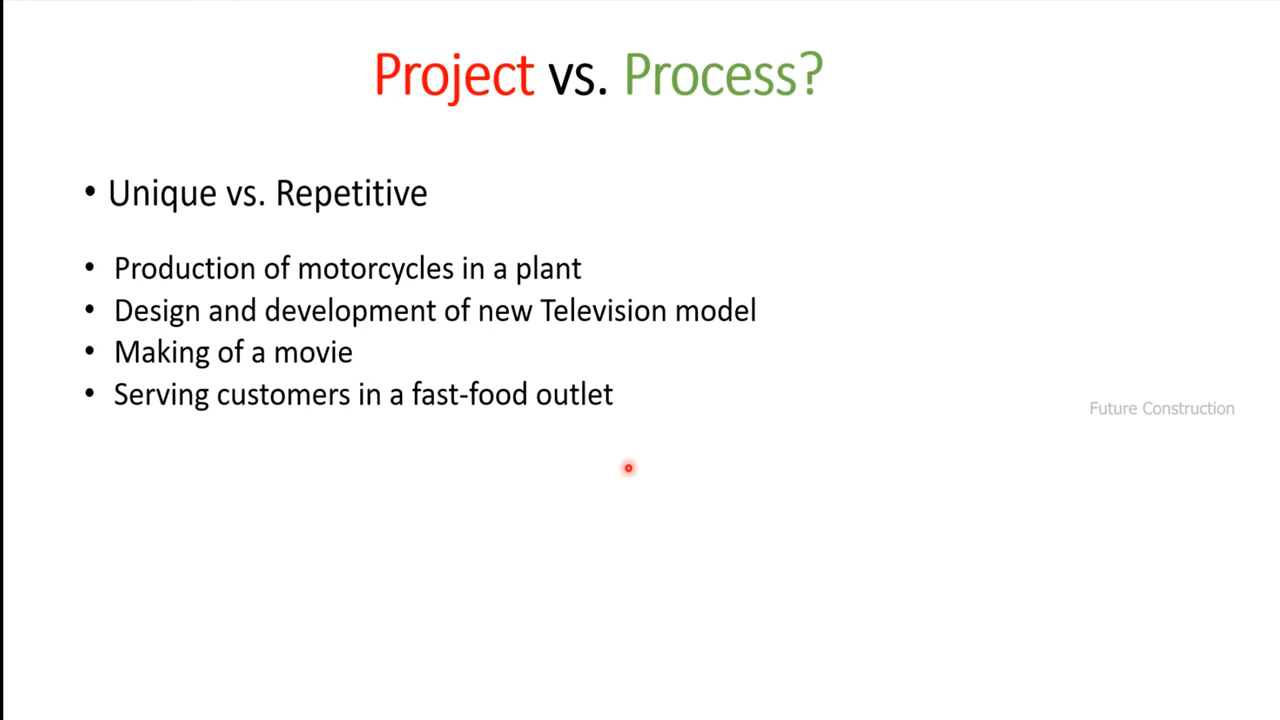 Project vs. Process?
• Unique vs. Repetitive
• Production of motorcycles in a plant
• Design and development of new Television model
• Making of a movie
• Serving customers in a fast-food outlet
Future Construction